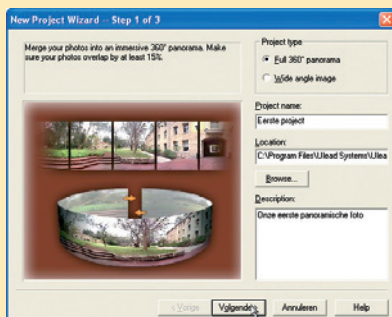 New Project Wizard -- Step 1 of 3
Merge your photos into an immersive 360° panorama. Make
sure your photos overlap by at least 15%.
Project type
Full 360° panorama
Wide angle image
Project name:
Eerste project
Location:
C:\Program Files\Ulead Systems\Ulea
Browse...
Description:
Onze eerste panoramische foto
< Vorige
Volgende >
Annuleren
Help